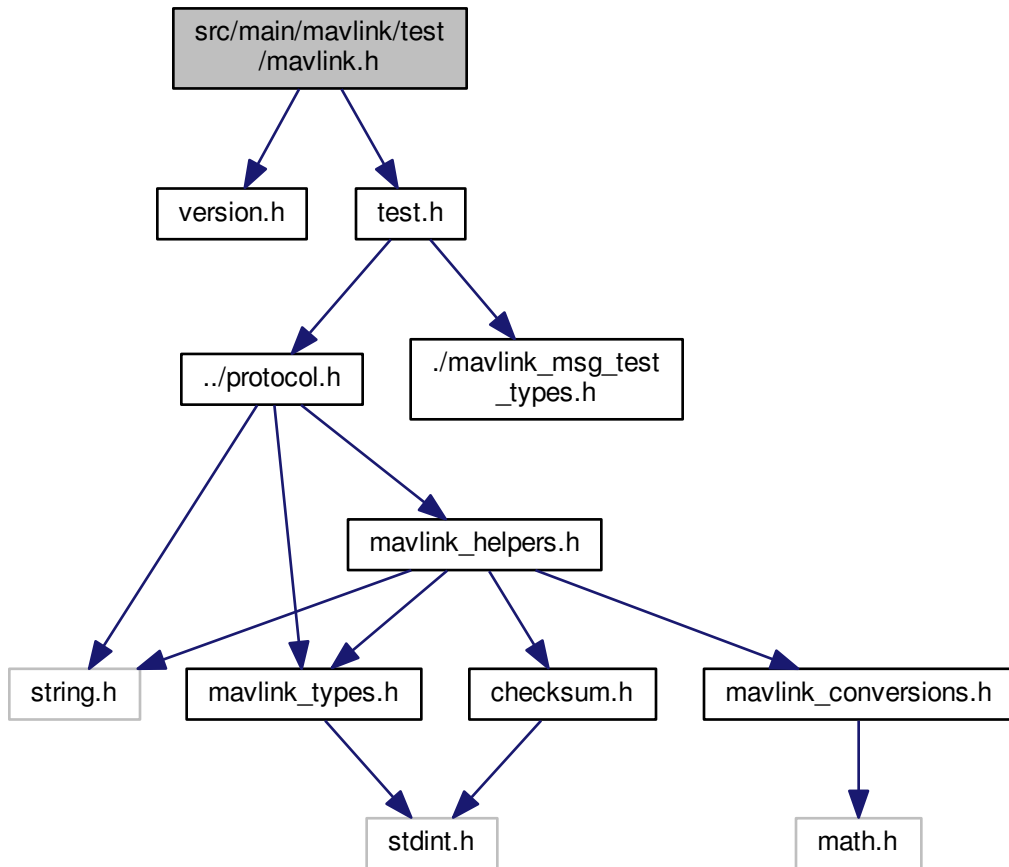 src/main/mavlink/test
/mavlink.h
version.h
test.h
../protocol.h
./mavlink_msg_test
_types.h
mavlink_helpers.h
string.h
mavlink_types.h
checksum.h
mavlink_conversions.h
stdint.h
math.h